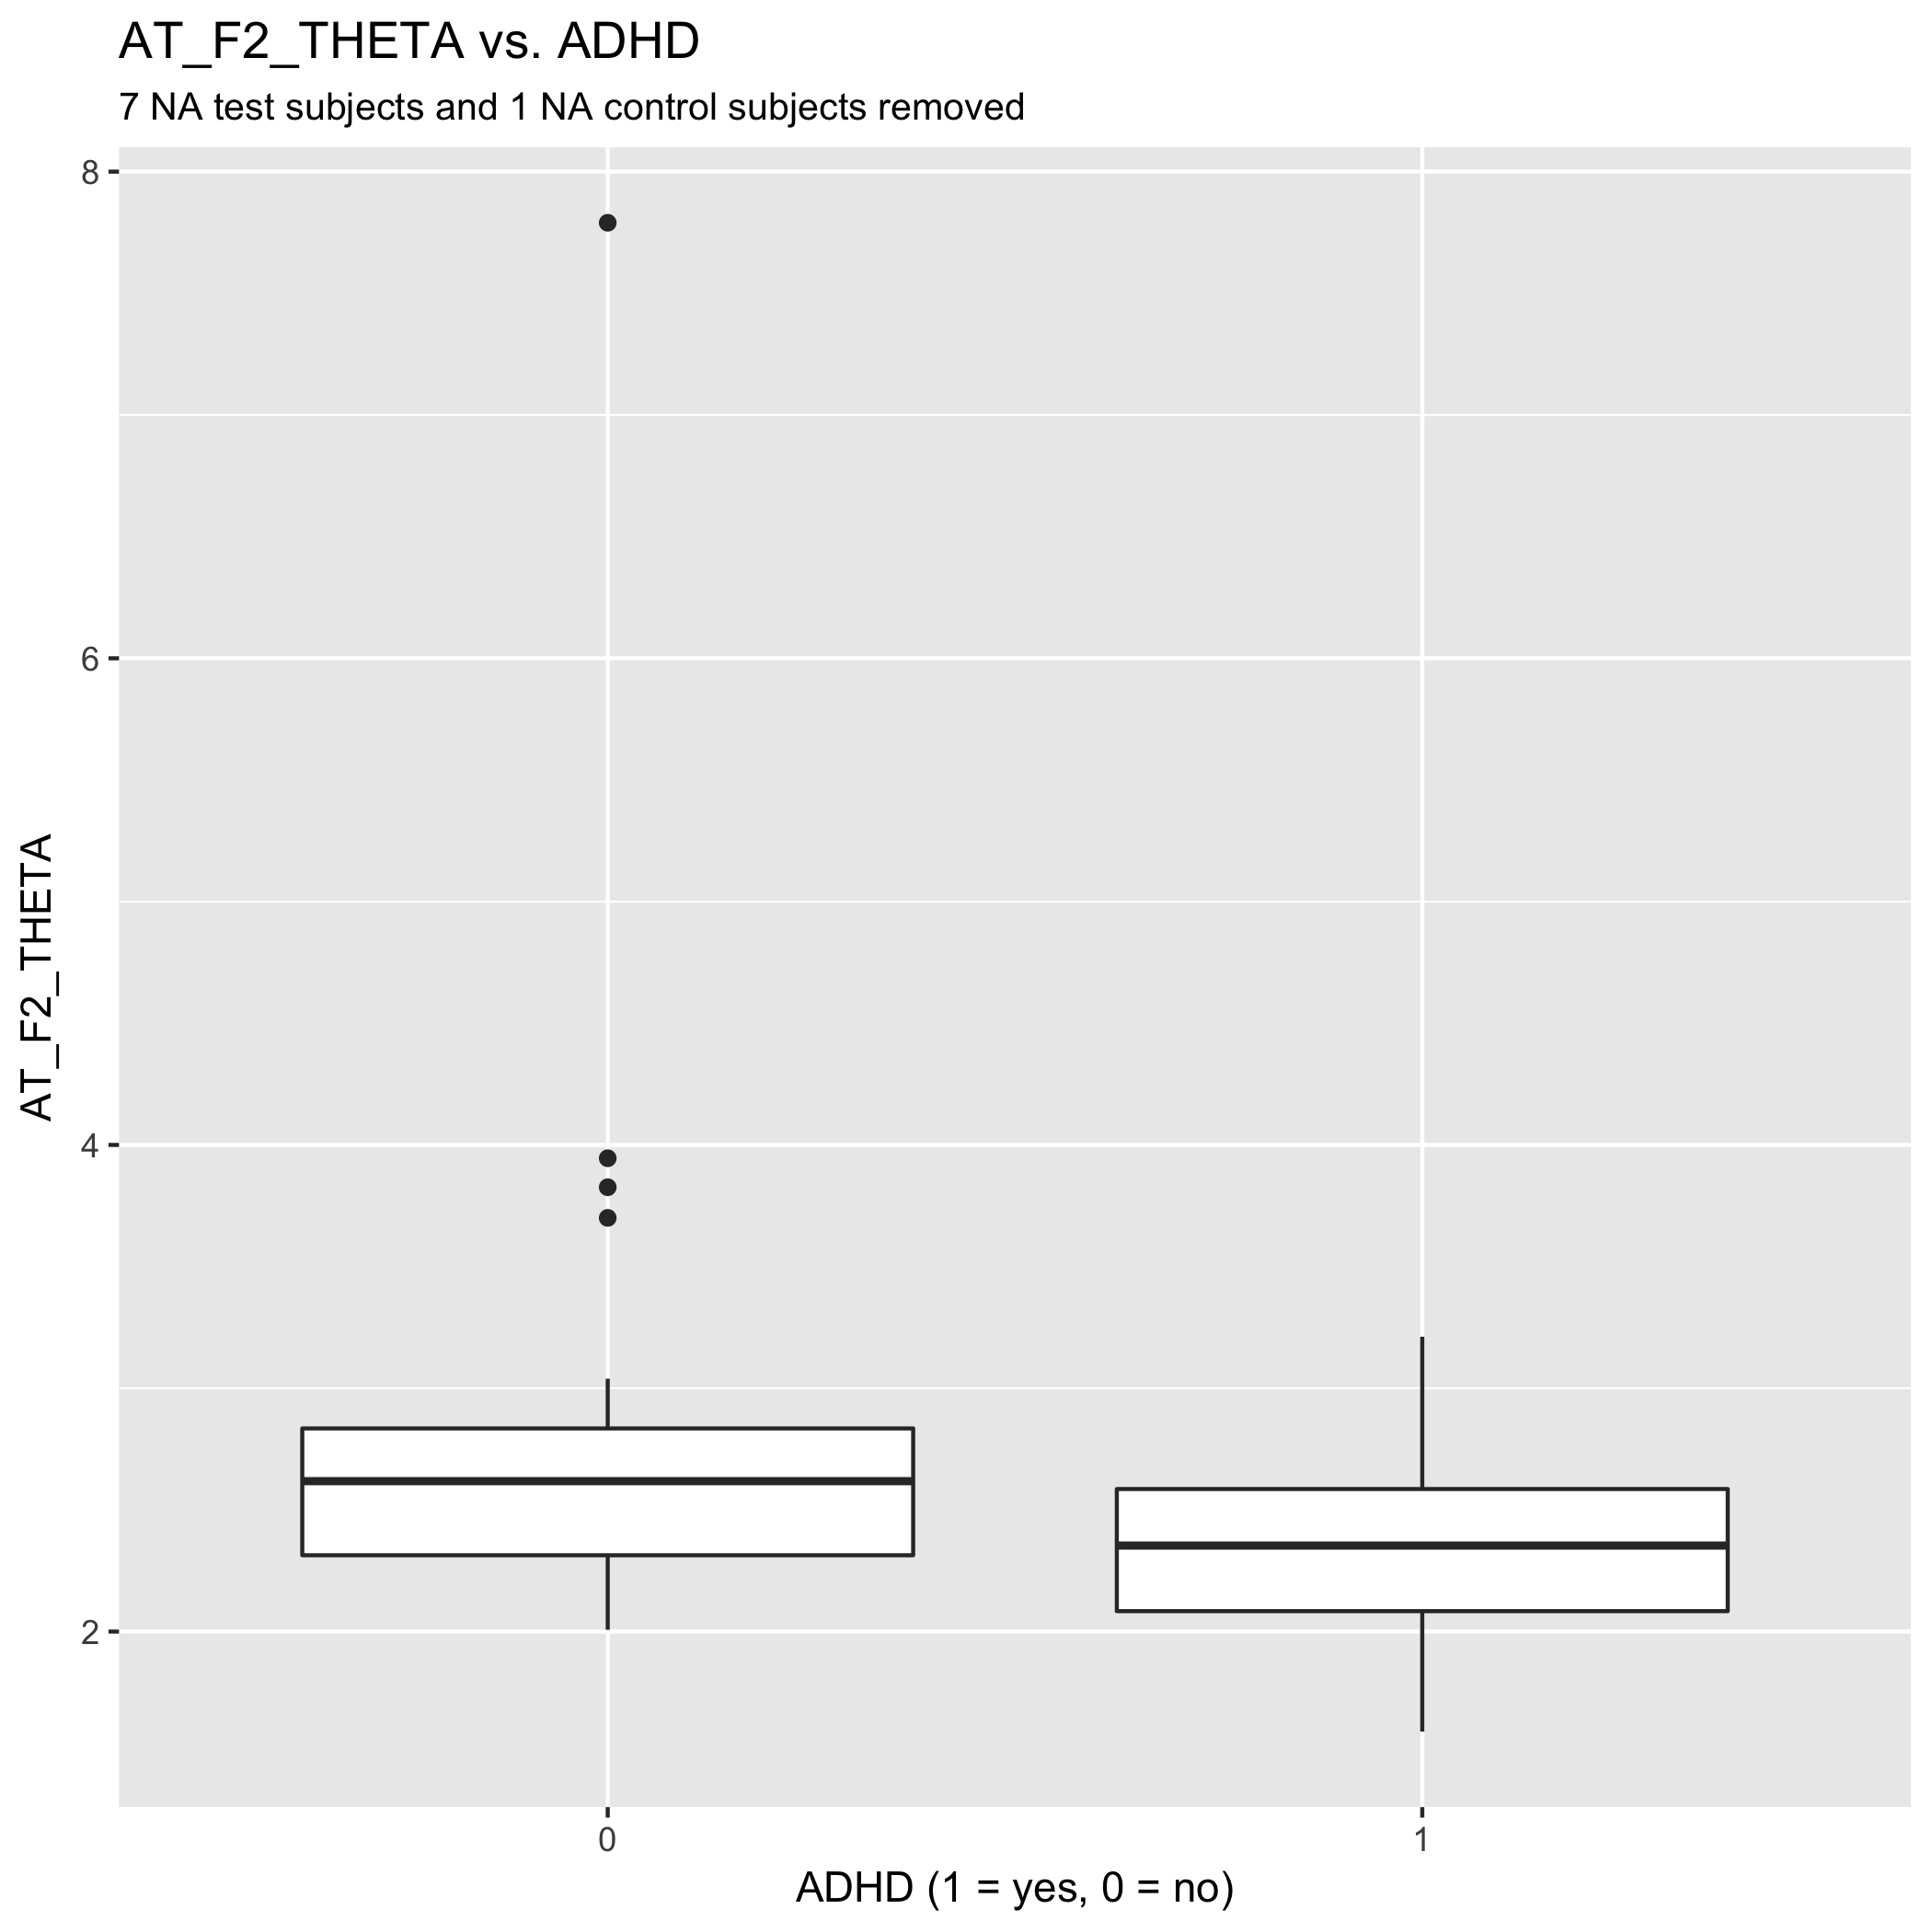 AT_F2_THETA vs. ADHD
7 NA test subjects and 1 NA control subjects removed
8
6
4
2
AT_F2_THETA
0 1
ADHD (1 = yes, 0 = no)